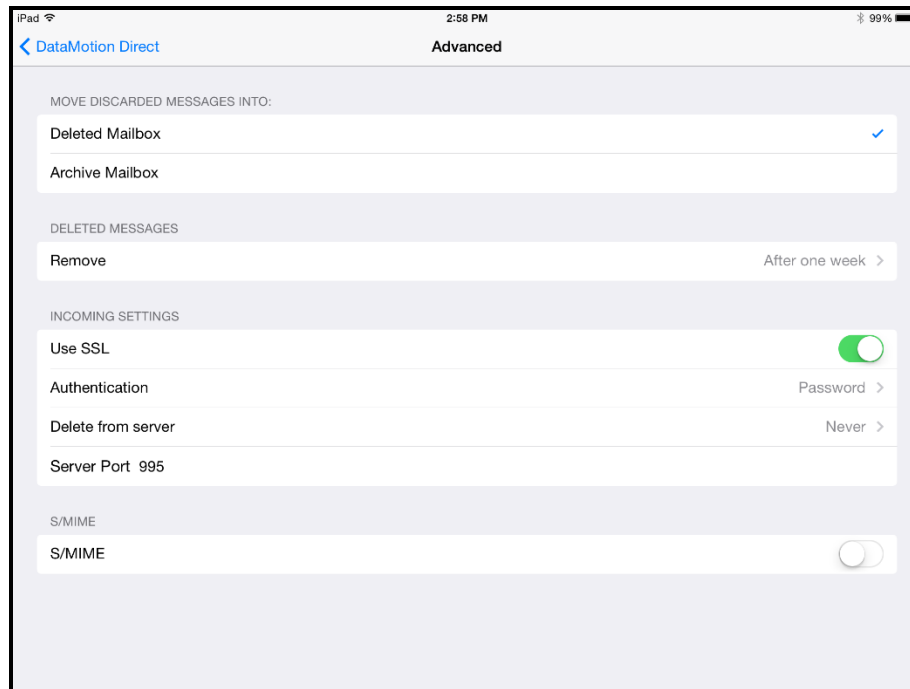 iPad 2:58 PM 99%
DataMotion Direct Advanced
MOVE DISCARDED MESSAGES INTO:
Deleted Mailbox
Archive Mailbox
DELETED MESSAGES
Remove After one week
INCOMING SETTINGS
Use SSL
Authentication Password
Delete from server Never
Server Port 995
S/MIME
S/MIME